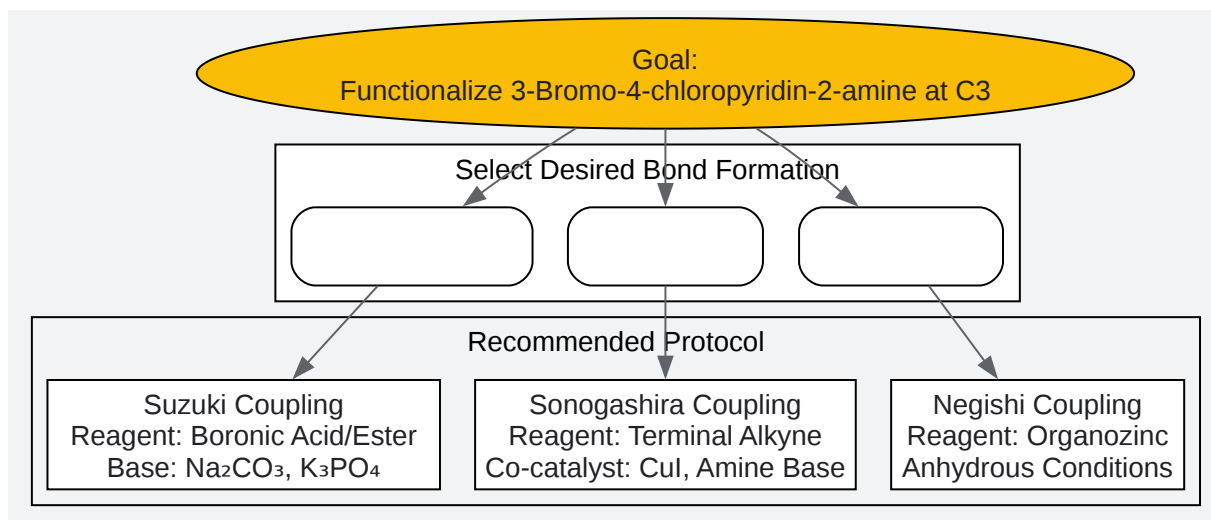 Goal:
Functionalize 3-Bromo-4-chloropyridin-2-amine at C3
Select Desired Bond Formation
Recommended Protocol
Suzuki Coupling
Reagent: Boronic Acid/Ester
Base: Na₂CO₃, K₃PO₄
Sonogashira Coupling
Reagent: Terminal Alkyne
Co-catalyst: CuI, Amine Base
Negishi Coupling
Reagent: Organozinc
Anhydrous Conditions